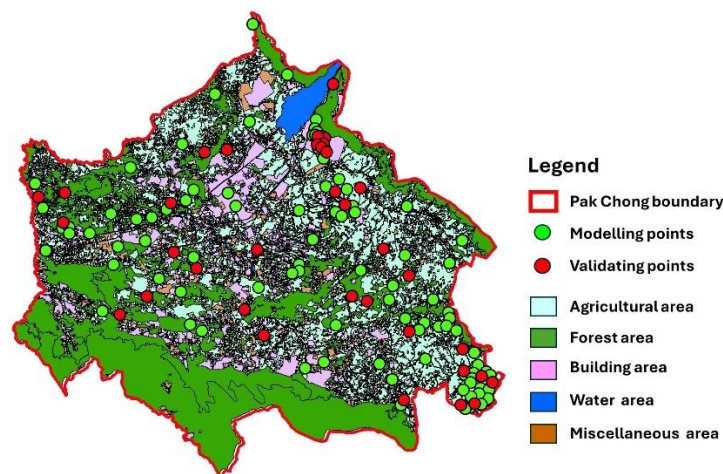 Legend
Pak Chong boundary
Modelling points
Validating points
Agricultural area
Forest area
Building area
Water area
Miscellaneous area